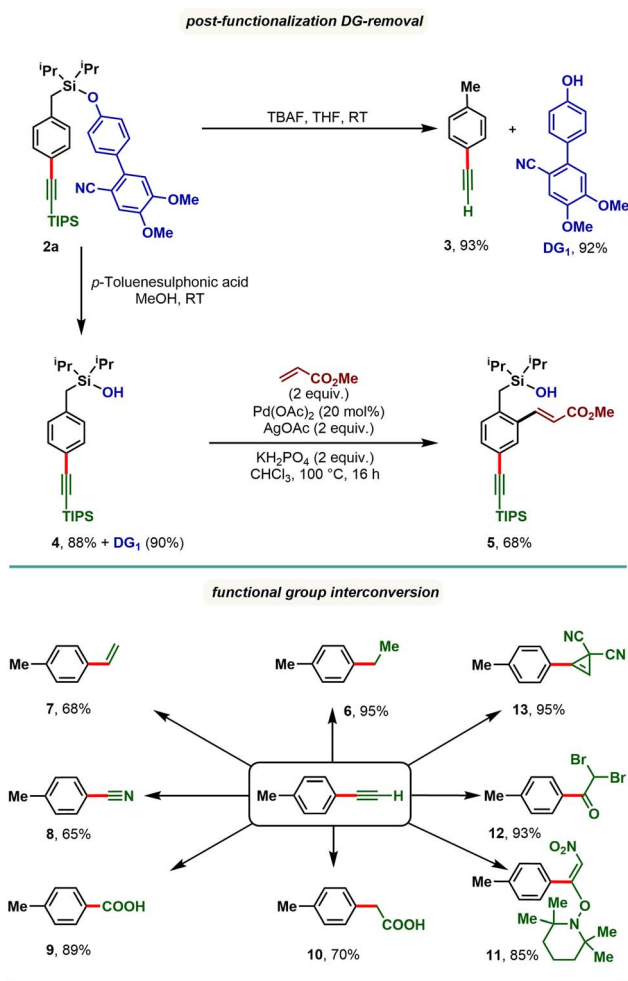 post-functionalization DG-removal
iPr iPr
Si
O
NC
OMe
OMe
TIPS
2a
TBAF, THF, RT
Me
H
3, 93%
+
OH
NC
OMe
OMe
DG1, 92%
p-Toluenesulphonic acid
MeOH, RT
iPr iPr
Si
OH
TIPS
4, 88% + DG1 (90%)
CO2Me
(2 equiv.)
Pd(OAc)2 (20 mol%)
AgOAc (2 equiv.)
KH2PO4 (2 equiv.)
CHCl3, 100 °C, 16 h
iPr iPr
Si
OH
CO2Me
TIPS
5, 68%
functional group interconversion
Me
7, 68%
Me
Me
6, 95%
NC
CN
Me
13, 95%
Me N
8, 65%
Me H
Br
Br
Me
O
12, 93%
Me COOH
9, 89%
Me
COOH
10, 70%
O2N
Me
O
Me N Me
Me Me
11, 85%